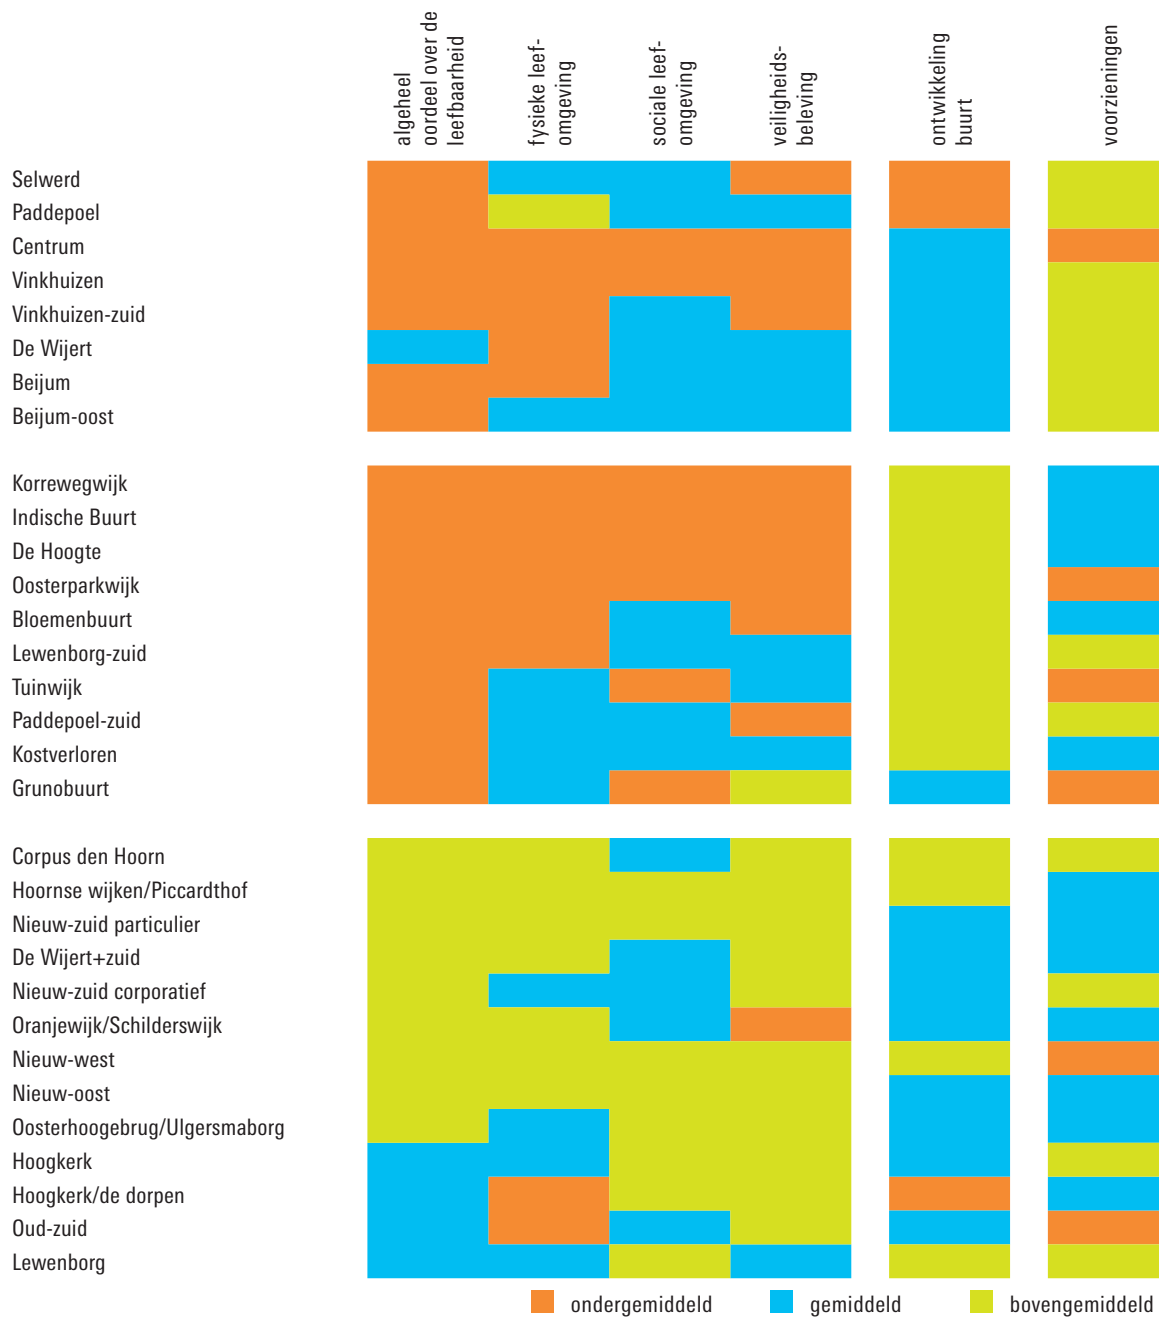 algeheel
oordeel over de
leefbaarheid
fysieke leef-
omgeving
sociale leef-
omgeving
veiligheids-
beleving
ontwikkeling
buurt
voorzieningen
Selwerd
Paddepoel
Centrum
Vinkhuizen
Vinkhuizen-zuid
De Wijert
Beijum
Beijum-oost
Korrewegwijk
Indische Buurt
De Hoogte
Oosterparkwijk
Bloemenbuurt
Lewenborg-zuid
Tuinwijk
Paddepoel-zuid
Kostverloren
Grunobuurt
Corpus den Hoorn
Hoornse wijken/Piccardthof
Nieuw-zuid particulier
De Wijert+zuid
Nieuw-zuid corporatief
Oranjewijk/Schilderswijk
Nieuw-west
Nieuw-oost
Oosterhoogebrug/Ulgersmaborg
Hoogkerk
Hoogkerk/de dorpen
Oud-zuid
Lewenborg
ondergemiddeld
gemiddeld
bovengemiddeld